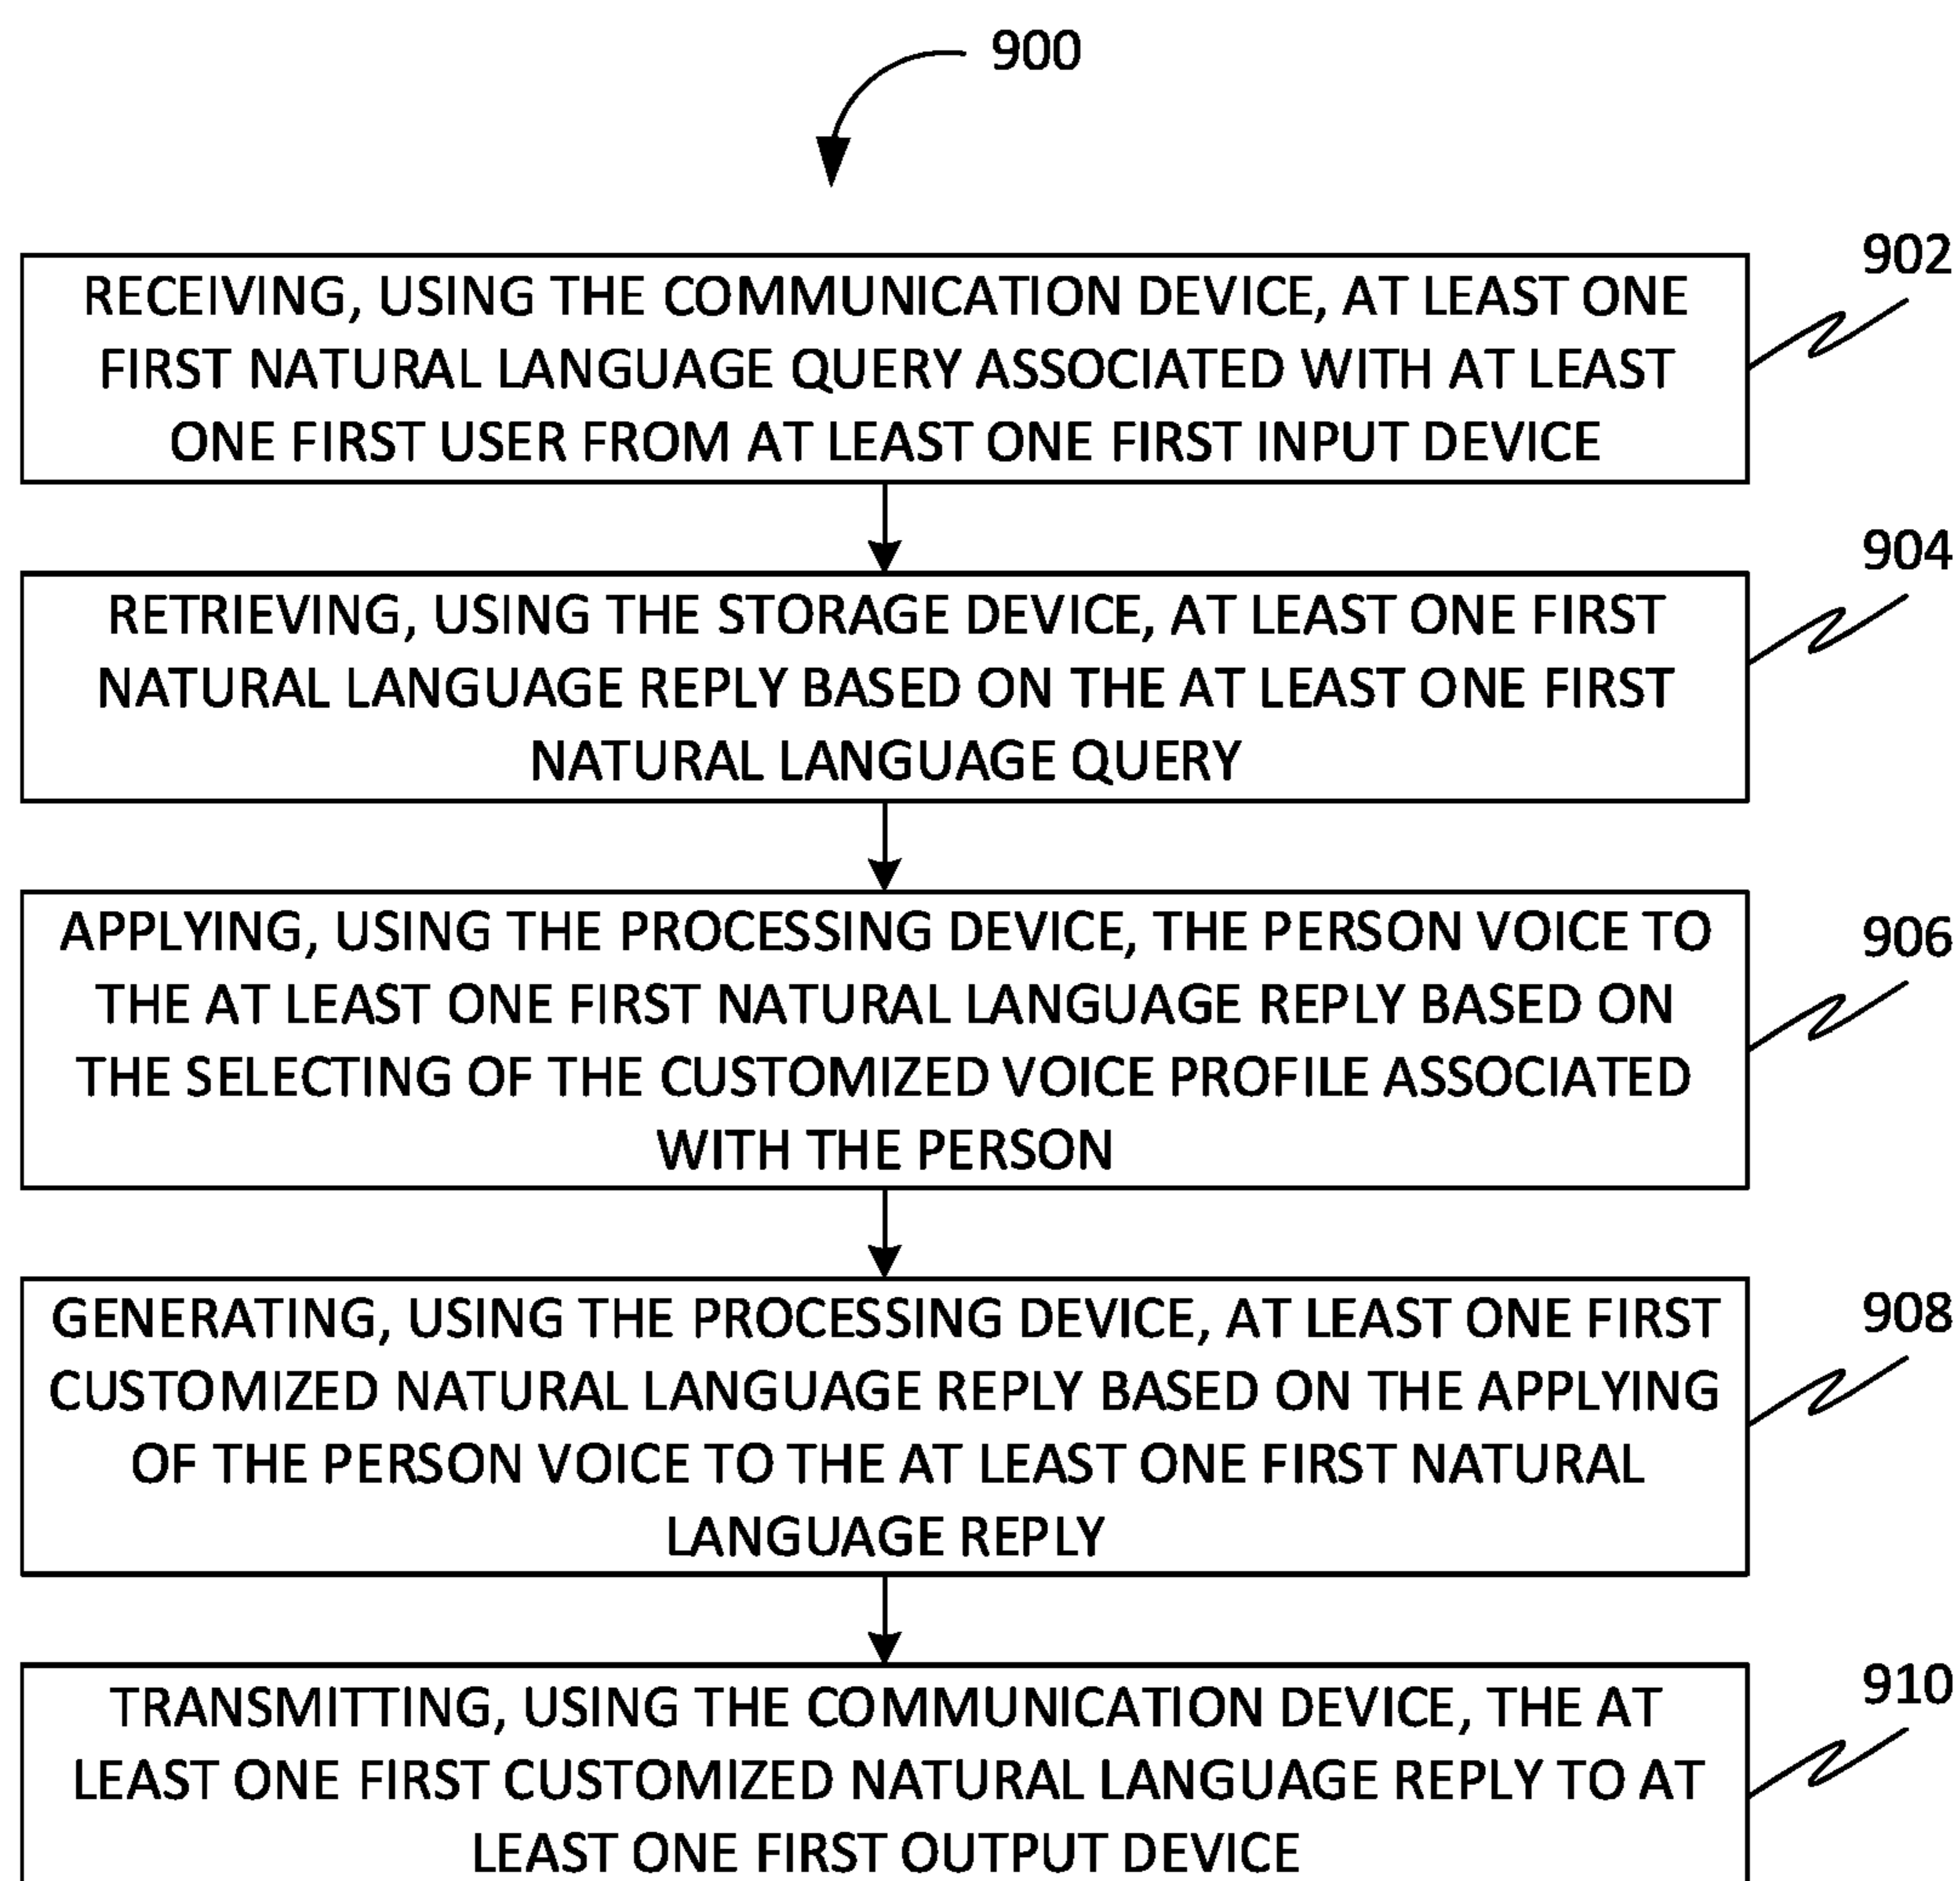 900
902
RECEIVING, USING THE COMMUNICATION DEVICE, AT LEAST ONE
FIRST NATURAL LANGUAGE QUERY ASSOCIATED WITH AT LEAST
ONE FIRST USER FROM AT LEAST ONE FIRST INPUT DEVICE
904
RETRIEVING, USING THE STORAGE DEVICE, AT LEAST ONE FIRST
NATURAL LANGUAGE REPLY BASED ON THE AT LEAST ONE FIRST
NATURAL LANGUAGE QUERY
906
APPLYING, USING THE PROCESSING DEVICE, THE PERSON VOICE TO
THE AT LEAST ONE FIRST NATURAL LANGUAGE REPLY BASED ON
THE SELECTING OF THE CUSTOMIZED VOICE PROFILE ASSOCIATED
WITH THE PERSON
908
GENERATING, USING THE PROCESSING DEVICE, AT LEAST ONE FIRST
CUSTOMIZED NATURAL LANGUAGE REPLY BASED ON THE APPLYING
OF THE PERSON VOICE TO THE AT LEAST ONE FIRST NATURAL
LANGUAGE REPLY
910
TRANSMITTING, USING THE COMMUNICATION DEVICE, THE AT
LEAST ONE FIRST CUSTOMIZED NATURAL LANGUAGE REPLY TO AT
LEAST ONE FIRST OUTPUT DEVICE